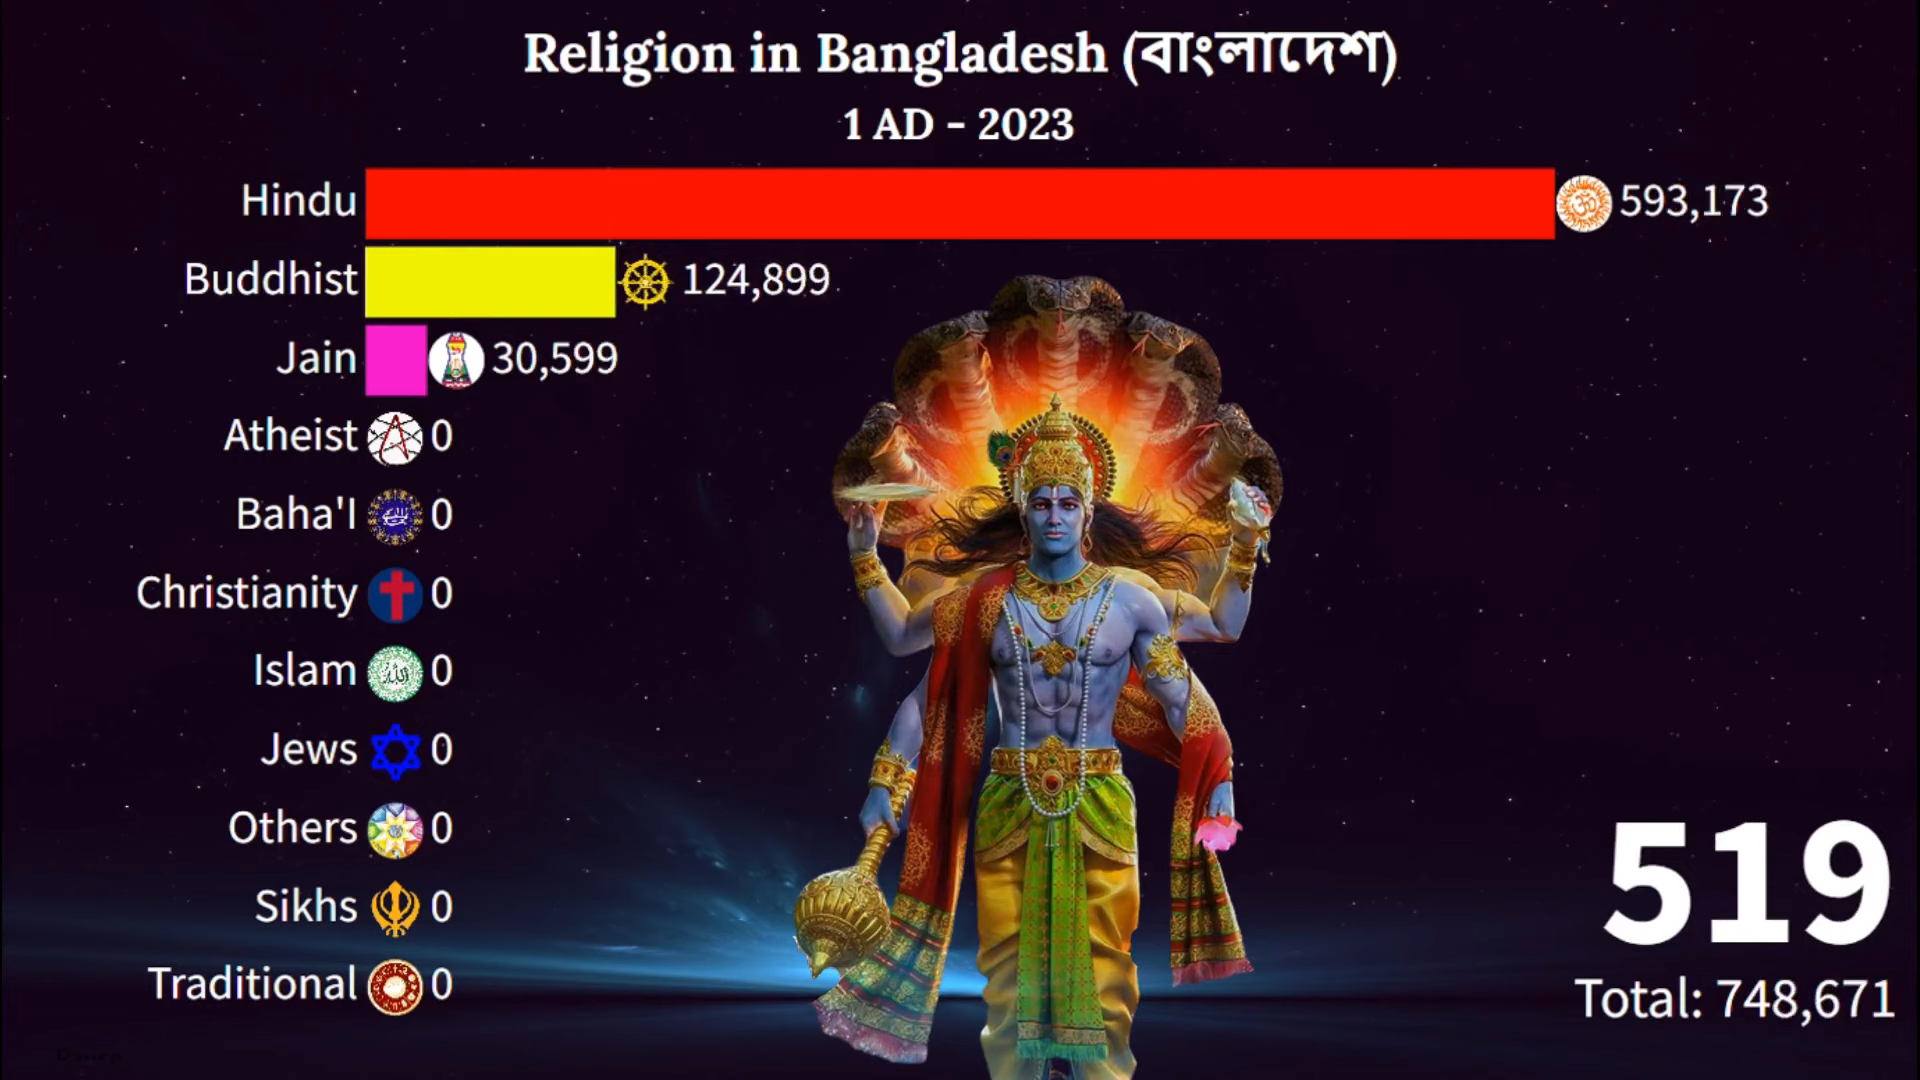 Religion in Bangladesh (বাংলাদেশ)
1 AD - 2023
Hindu 593,173
Buddhist 124,899
Jain 30,599
Atheist 0
Baha'I 0
Christianity 0
Islam 0
Jews 0
Others 0
Sikhs 0
Traditional 0
519
Total: 748,671